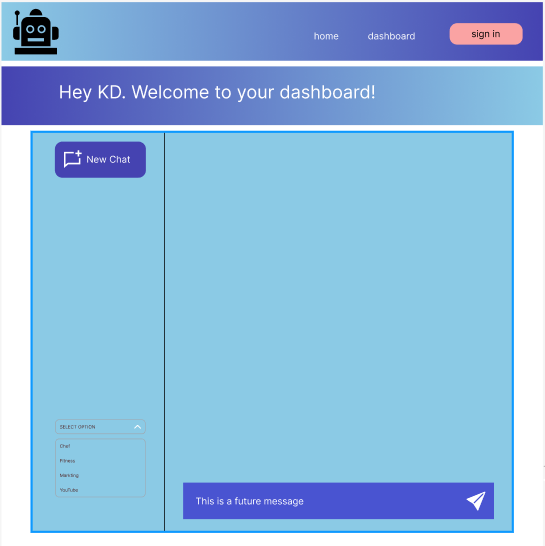 home dashboard sign in
Hey KD. Welcome to your dashboard!
New Chat
SELECT OPTION
Chef
Fitness
Markting
YouTube
This is a future message